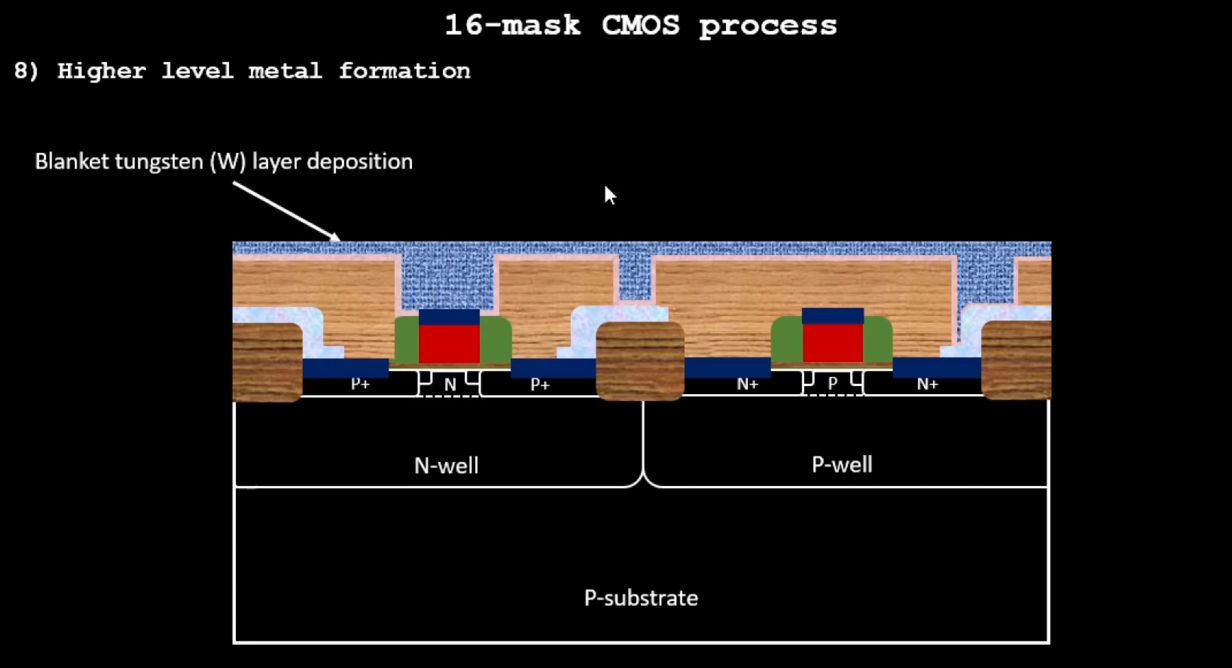 16-mask CMOS process
8) Higher level metal formation
Blanket tungsten (W) layer deposition
P+ N P+ N+ P N+
N-well P-well
P-substrate